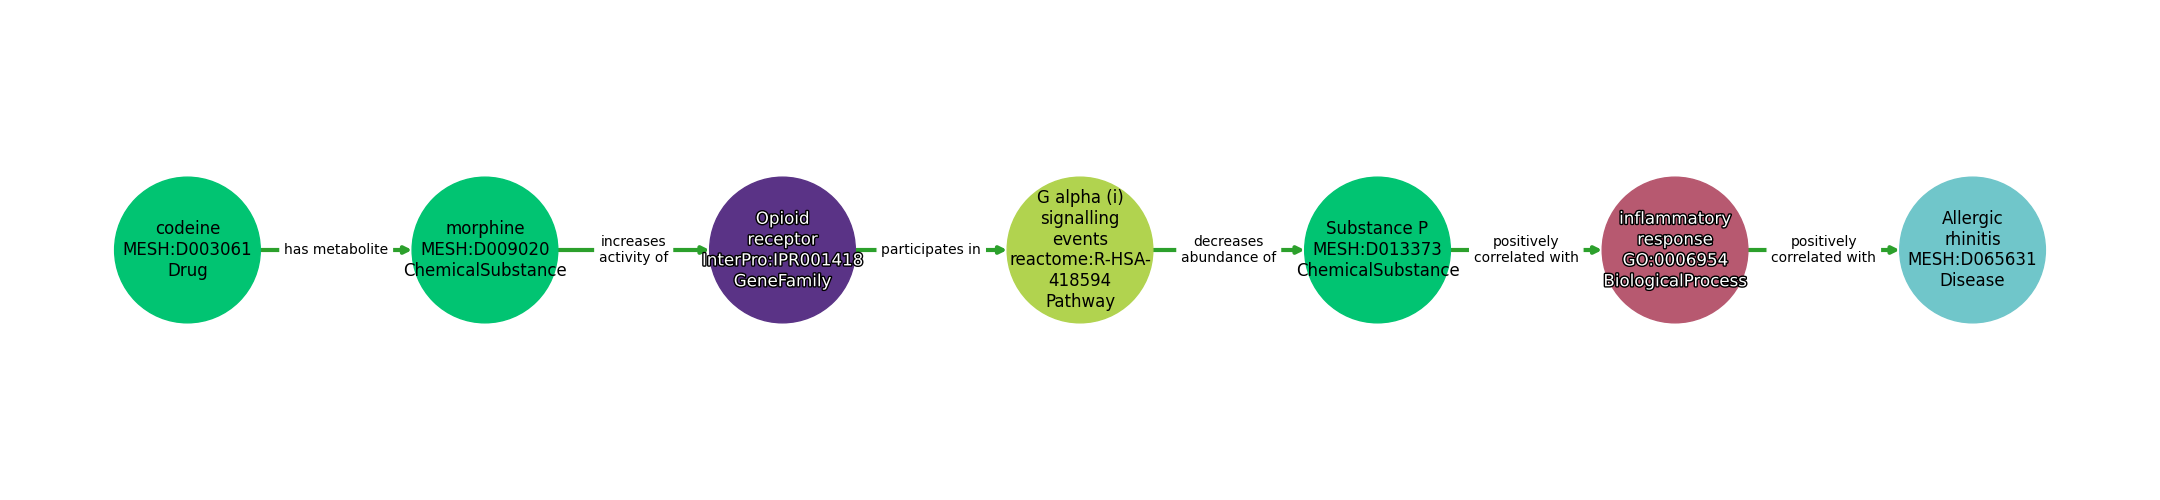 codeine
MESH:D003061
Drug
has metabolite
morphine
MESH:D009020
ChemicalSubstance
increases
activity of
Opioid
receptor
InterPro:IPR001418
GeneFamily
participates in
G alpha (i)
signalling
events
reactome:R-HSA-
418594
Pathway
decreases
abundance of
Substance P
MESH:D013373
ChemicalSubstance
positively
correlated with
inflammatory
response
GO:0006954
BiologicalProcess
positively
correlated with
Allergic
rhinitis
MESH:D065631
Disease